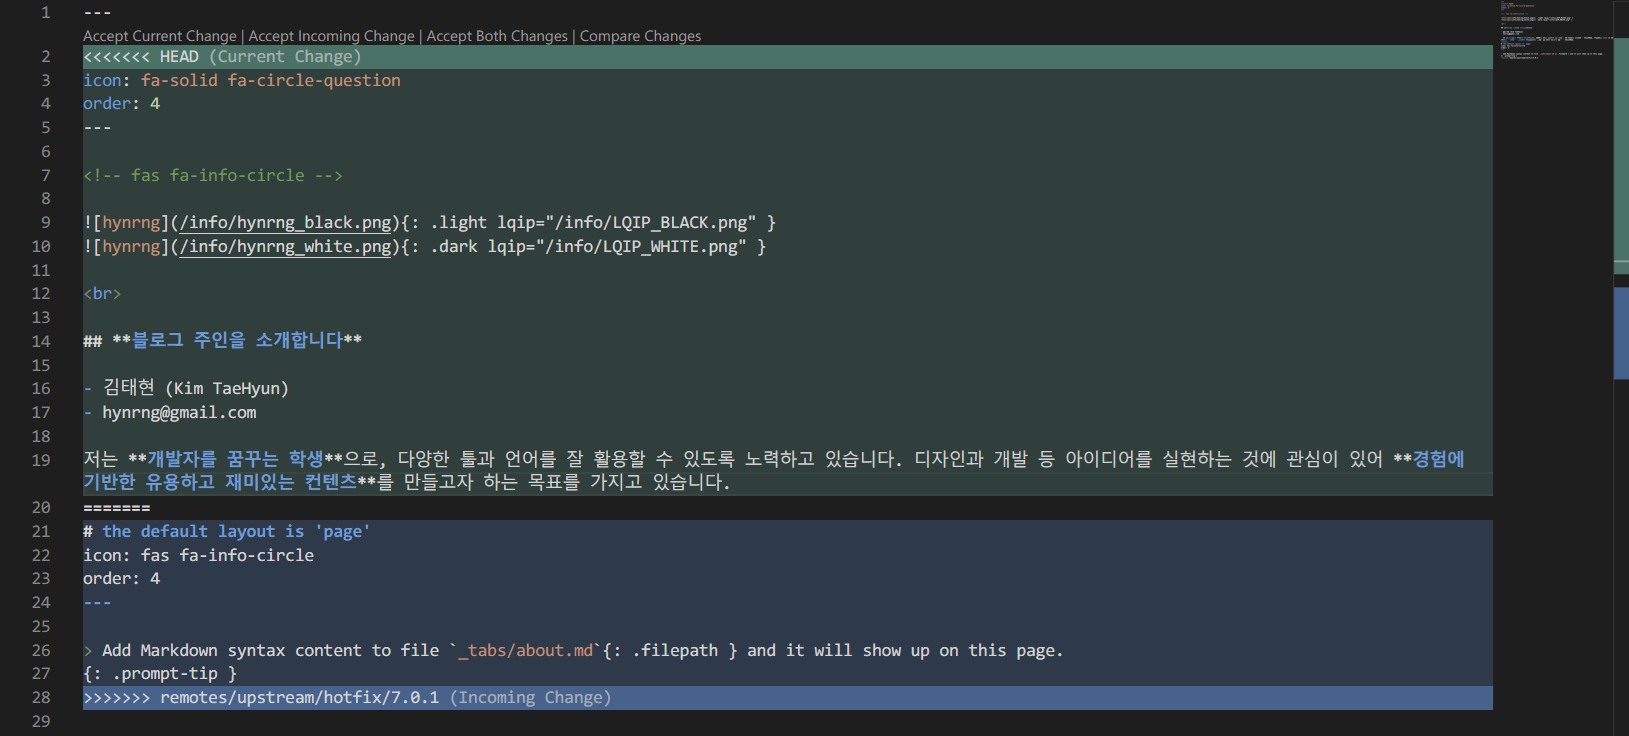 1 ---
Accept Current Change | Accept Incoming Change | Accept Both Changes | Compare Changes
2 <<<<<<< HEAD (Current Change)
3 icon: fa-solid fa-circle-question
4 order: 4
5 ---
6
7 <!-- fas fa-info-circle -->
8
9 ![hynrng](/info/hynrng_black.png){: .light lqip="/info/LQIP_BLACK.png" }
10 ![hynrng](/info/hynrng_white.png){: .dark lqip="/info/LQIP_WHITE.png" }
11
12 <br>
13
14 ## **블로그 주인을 소개합니다**
15
16 - 김태현 (Kim TaeHyun)
17 - hynrng@gmail.com
18
19 저는 **개발자를 꿈꾸는 학생**으로, 다양한 툴과 언어를 잘 활용할 수 있도록 노력하고 있습니다. 디자인과 개발 등 아이디어를 실현하는 것에 관심이 있어 **경험에
기반한 유용하고 재미있는 컨텐츠**를 만들고자 하는 목표를 가지고 있습니다.
20 =======
21 # the default layout is 'page'
22 icon: fas fa-info-circle
23 order: 4
24 ---
25
26 > Add Markdown syntax content to file `_tabs/about.md`{: .filepath } and it will show up on this page.
27 {: .prompt-tip }
28 >>>>>>> remotes/upstream/hotfix/7.0.1 (Incoming Change)
29